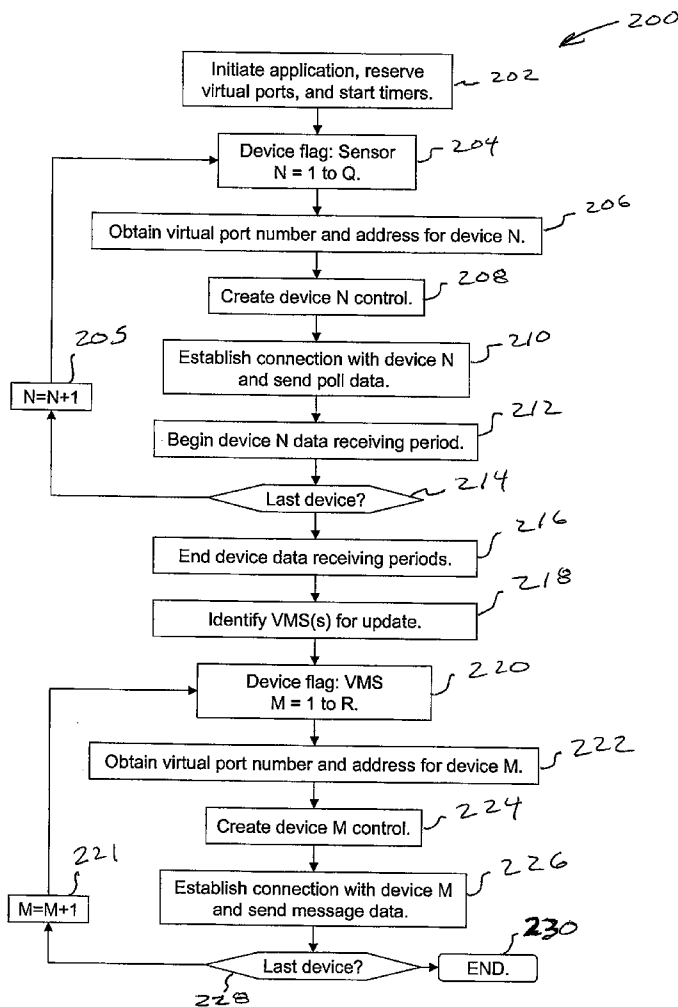 200
Initiate application, reserve
virtual ports, and start timers.
202
Device flag: Sensor
N = 1 to Q.
204
206
Obtain virtual port number and address for device N.
208
Create device N control.
205
N=N+1
Establish connection with device N
and send poll data.
210
212
Begin device N data receiving period.
Last device?
214
216
End device data receiving periods.
218
Identify VMS(s) for update.
Device flag: VMS
M = 1 to R.
220
222
Obtain virtual port number and address for device M.
224
Create device M control.
221
M=M+1
226
Establish connection with device M
and send message data.
230
Last device?
END.
228